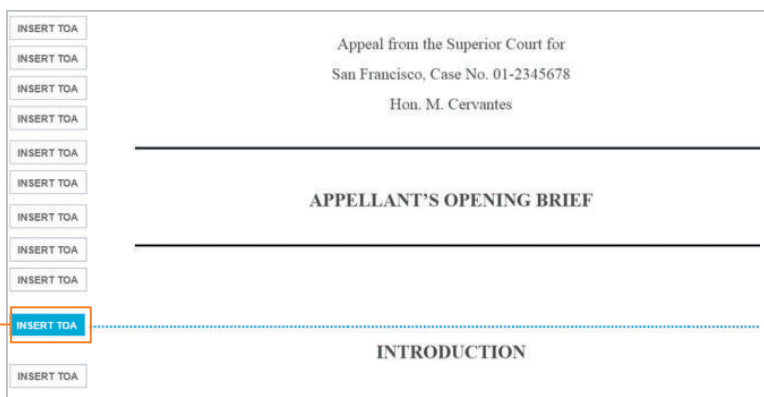 INSERT TOA
Appeal from the Superior Court for
INSERT TOA
San Francisco, Case No. 01-2345678
INSERT TOA
Hon. M. Cervantes
INSERT TOA
INSERT TOA
INSERT TOA
APPELLANT’S OPENING BRIEF
INSERT TOA
INSERT TOA
INSERT TOA
INSERT TOA
INTRODUCTION
INSERT TOA